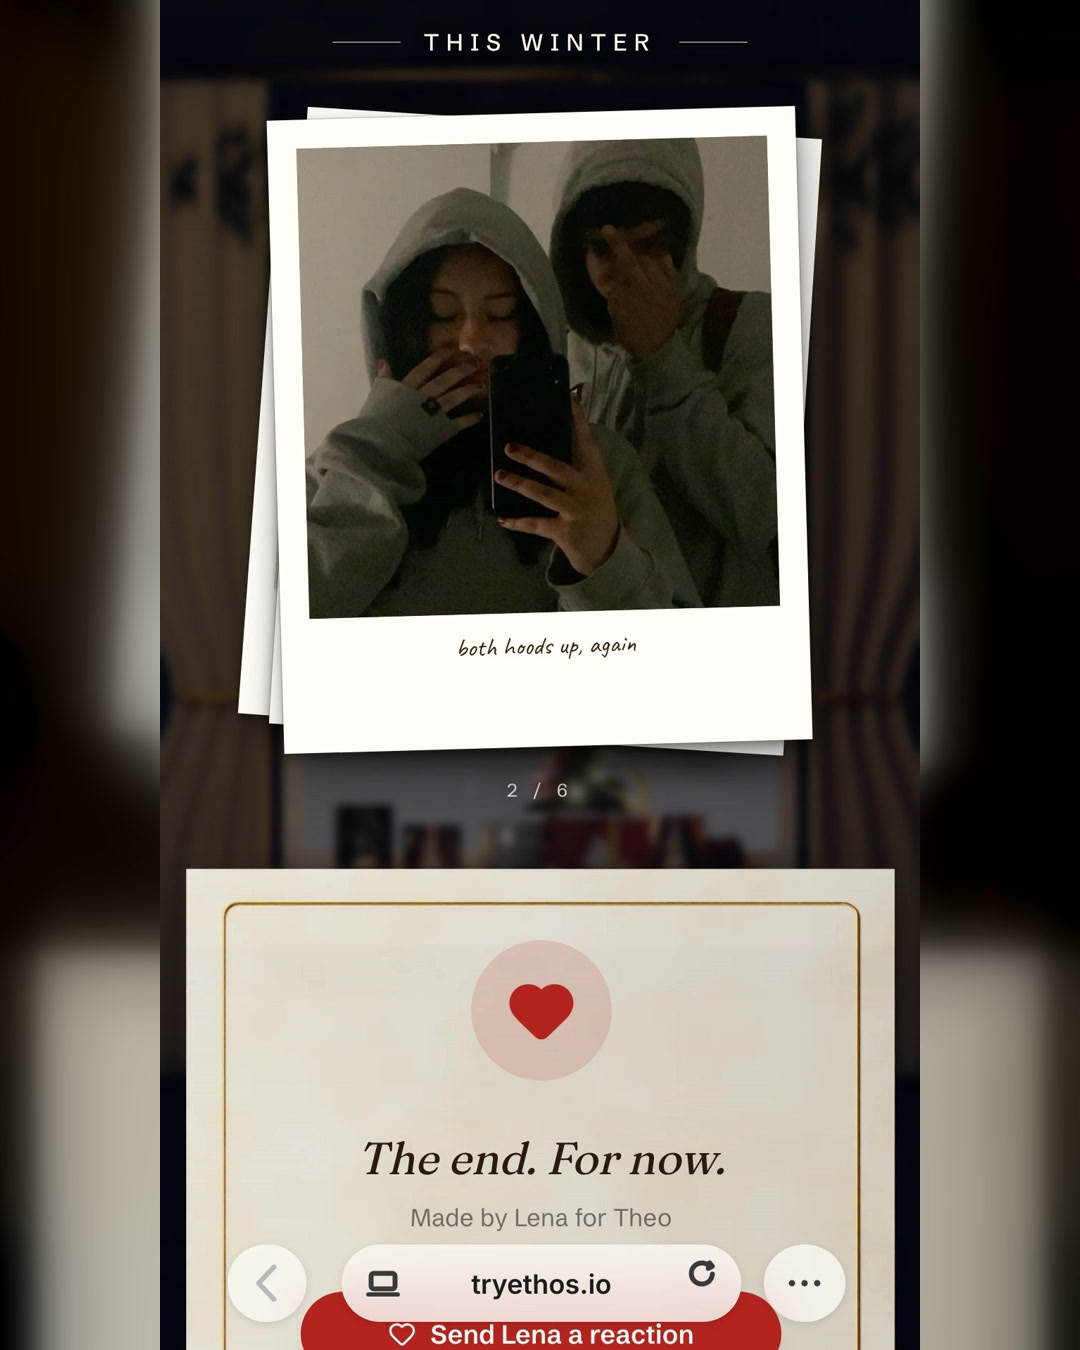 THIS WINTER
both hoods up, again
2 / 6
The end. For now.
Made by Lena for Theo
tryethos.io
Send Lena a reaction